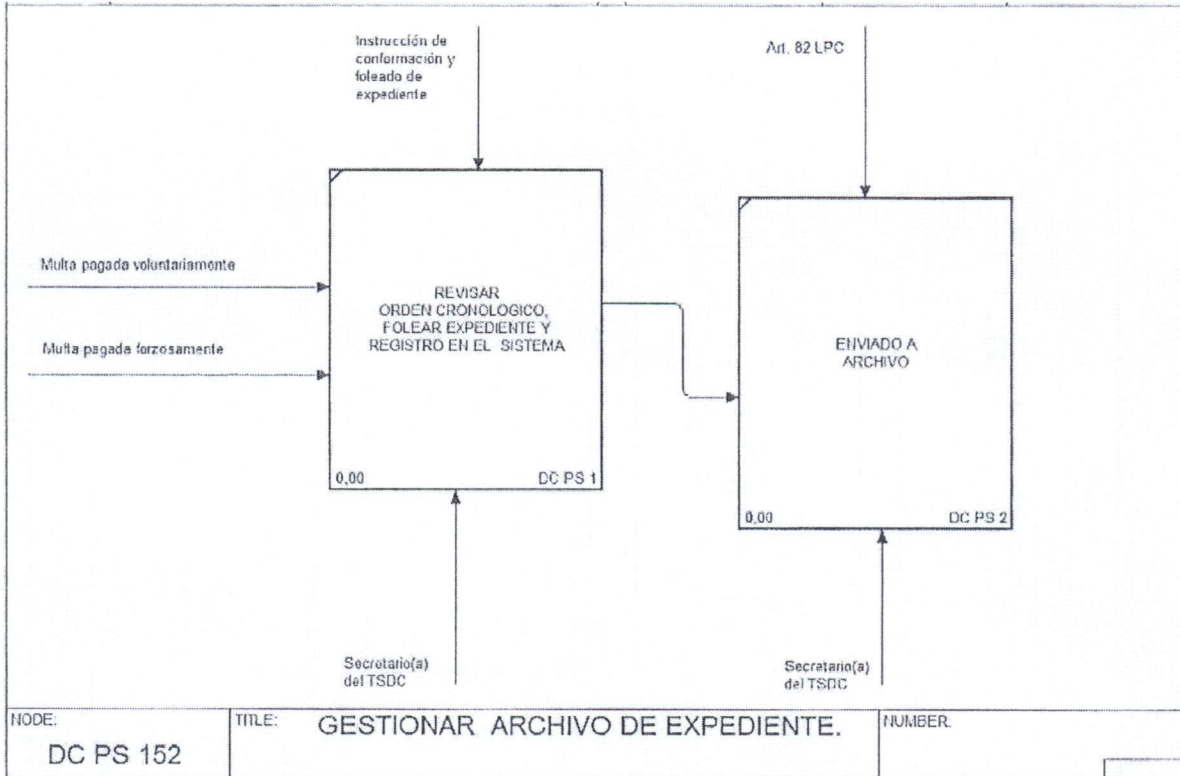 Instrucción de
conformación y
foleado de
expediente
Art. 82 LPC
Multa pagada voluntariamente
Multa pagada forzosamente
REVISAR
ORDEN CRONOLOGICO,
FOLEAR EXPEDIENTE Y
REGISTRO EN EL SISTEMA
0,00
DC PS 1
ENVIADO A
ARCHIVO
0,00
DC PS 2
Secretario(a)
del TSDC
Secretario(a)
del TSDC
NODE:
DC PS 152
TITLE:
GESTIONAR ARCHIVO DE EXPEDIENTE.
NUMBER: